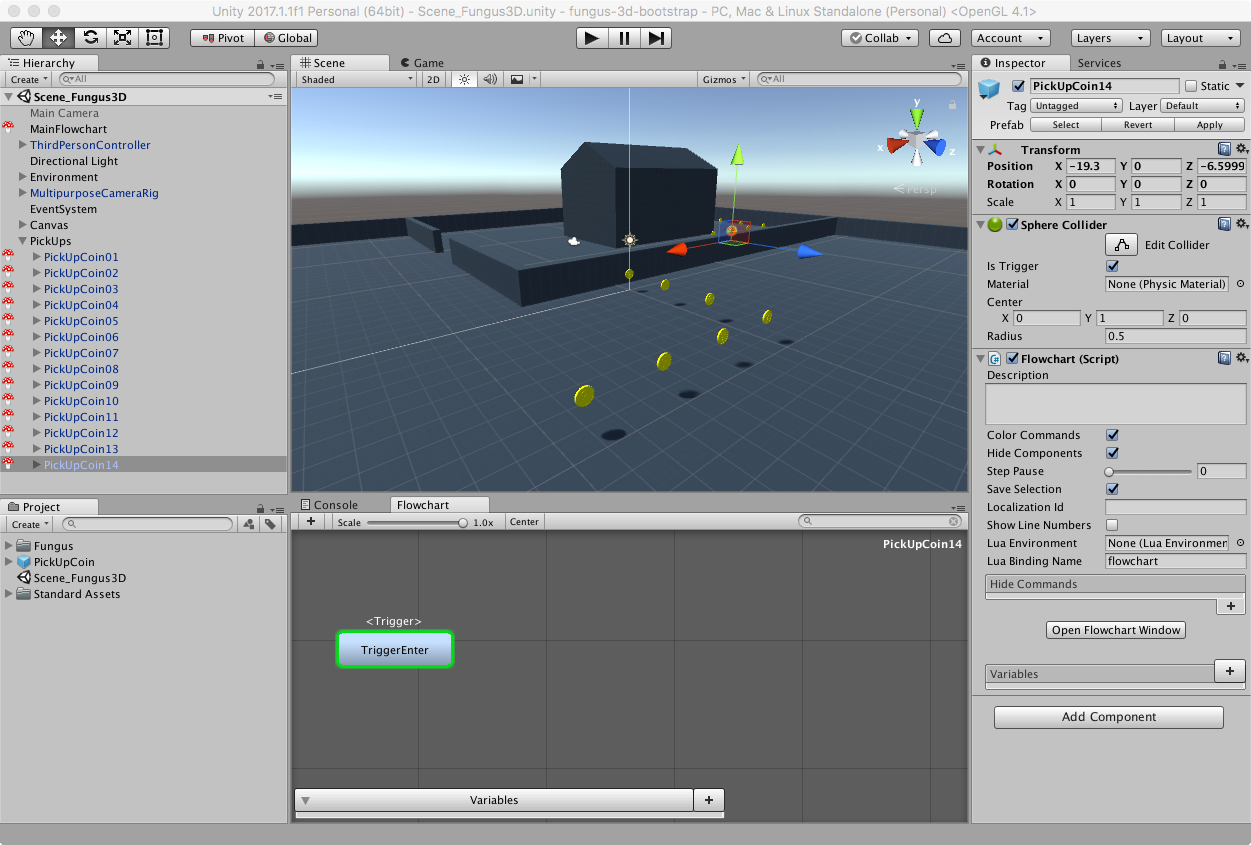 Unity 2017.1.1f1 Personal (64bit) - Scene_Fungus3D.unity - fungus-3d-bootstrap - PC, Mac & Linux Standalone (Personal) <OpenGL 4.1>
Pivot Global Collab Account Layers Layout
Hierarchy
Create All
Scene_Fungus3D
Main Camera
MainFlowchart
ThirdPersonController
Directional Light
Environment
MultipurposeCameraRig
EventSystem
Canvas
PickUps
PickUpCoin01
PickUpCoin02
PickUpCoin03
PickUpCoin04
PickUpCoin05
PickUpCoin06
PickUpCoin07
PickUpCoin08
PickUpCoin09
PickUpCoin10
PickUpCoin11
PickUpCoin12
PickUpCoin13
PickUpCoin14
Scene Game
Shaded 2D Gizmos All
y
x z
Persp
Project
Create
Fungus
PickUpCoin
Scene_Fungus3D
Standard Assets
Console Flowchart
Scale 1.0x Center
PickUpCoin14
<Trigger>
TriggerEnter
Variables
Inspector Services
PickUpCoin14 Static
Tag Untagged Layer Default
Prefab Select Revert Apply
Transform
Position X -19.3 Y 0 Z -6.5999
Rotation X 0 Y 0 Z 0
Scale X 1 Y 1 Z 1
Sphere Collider
Edit Collider
Is Trigger
Material None (Physic Material)
Center
X 0 Y 1 Z 0
Radius 0.5
Flowchart (Script)
Description
Color Commands
Hide Components
Step Pause 0
Save Selection
Localization Id
Show Line Numbers
Lua Environment None (Lua Environmer
Lua Binding Name flowchart
Hide Commands
Open Flowchart Window
Variables
Add Component